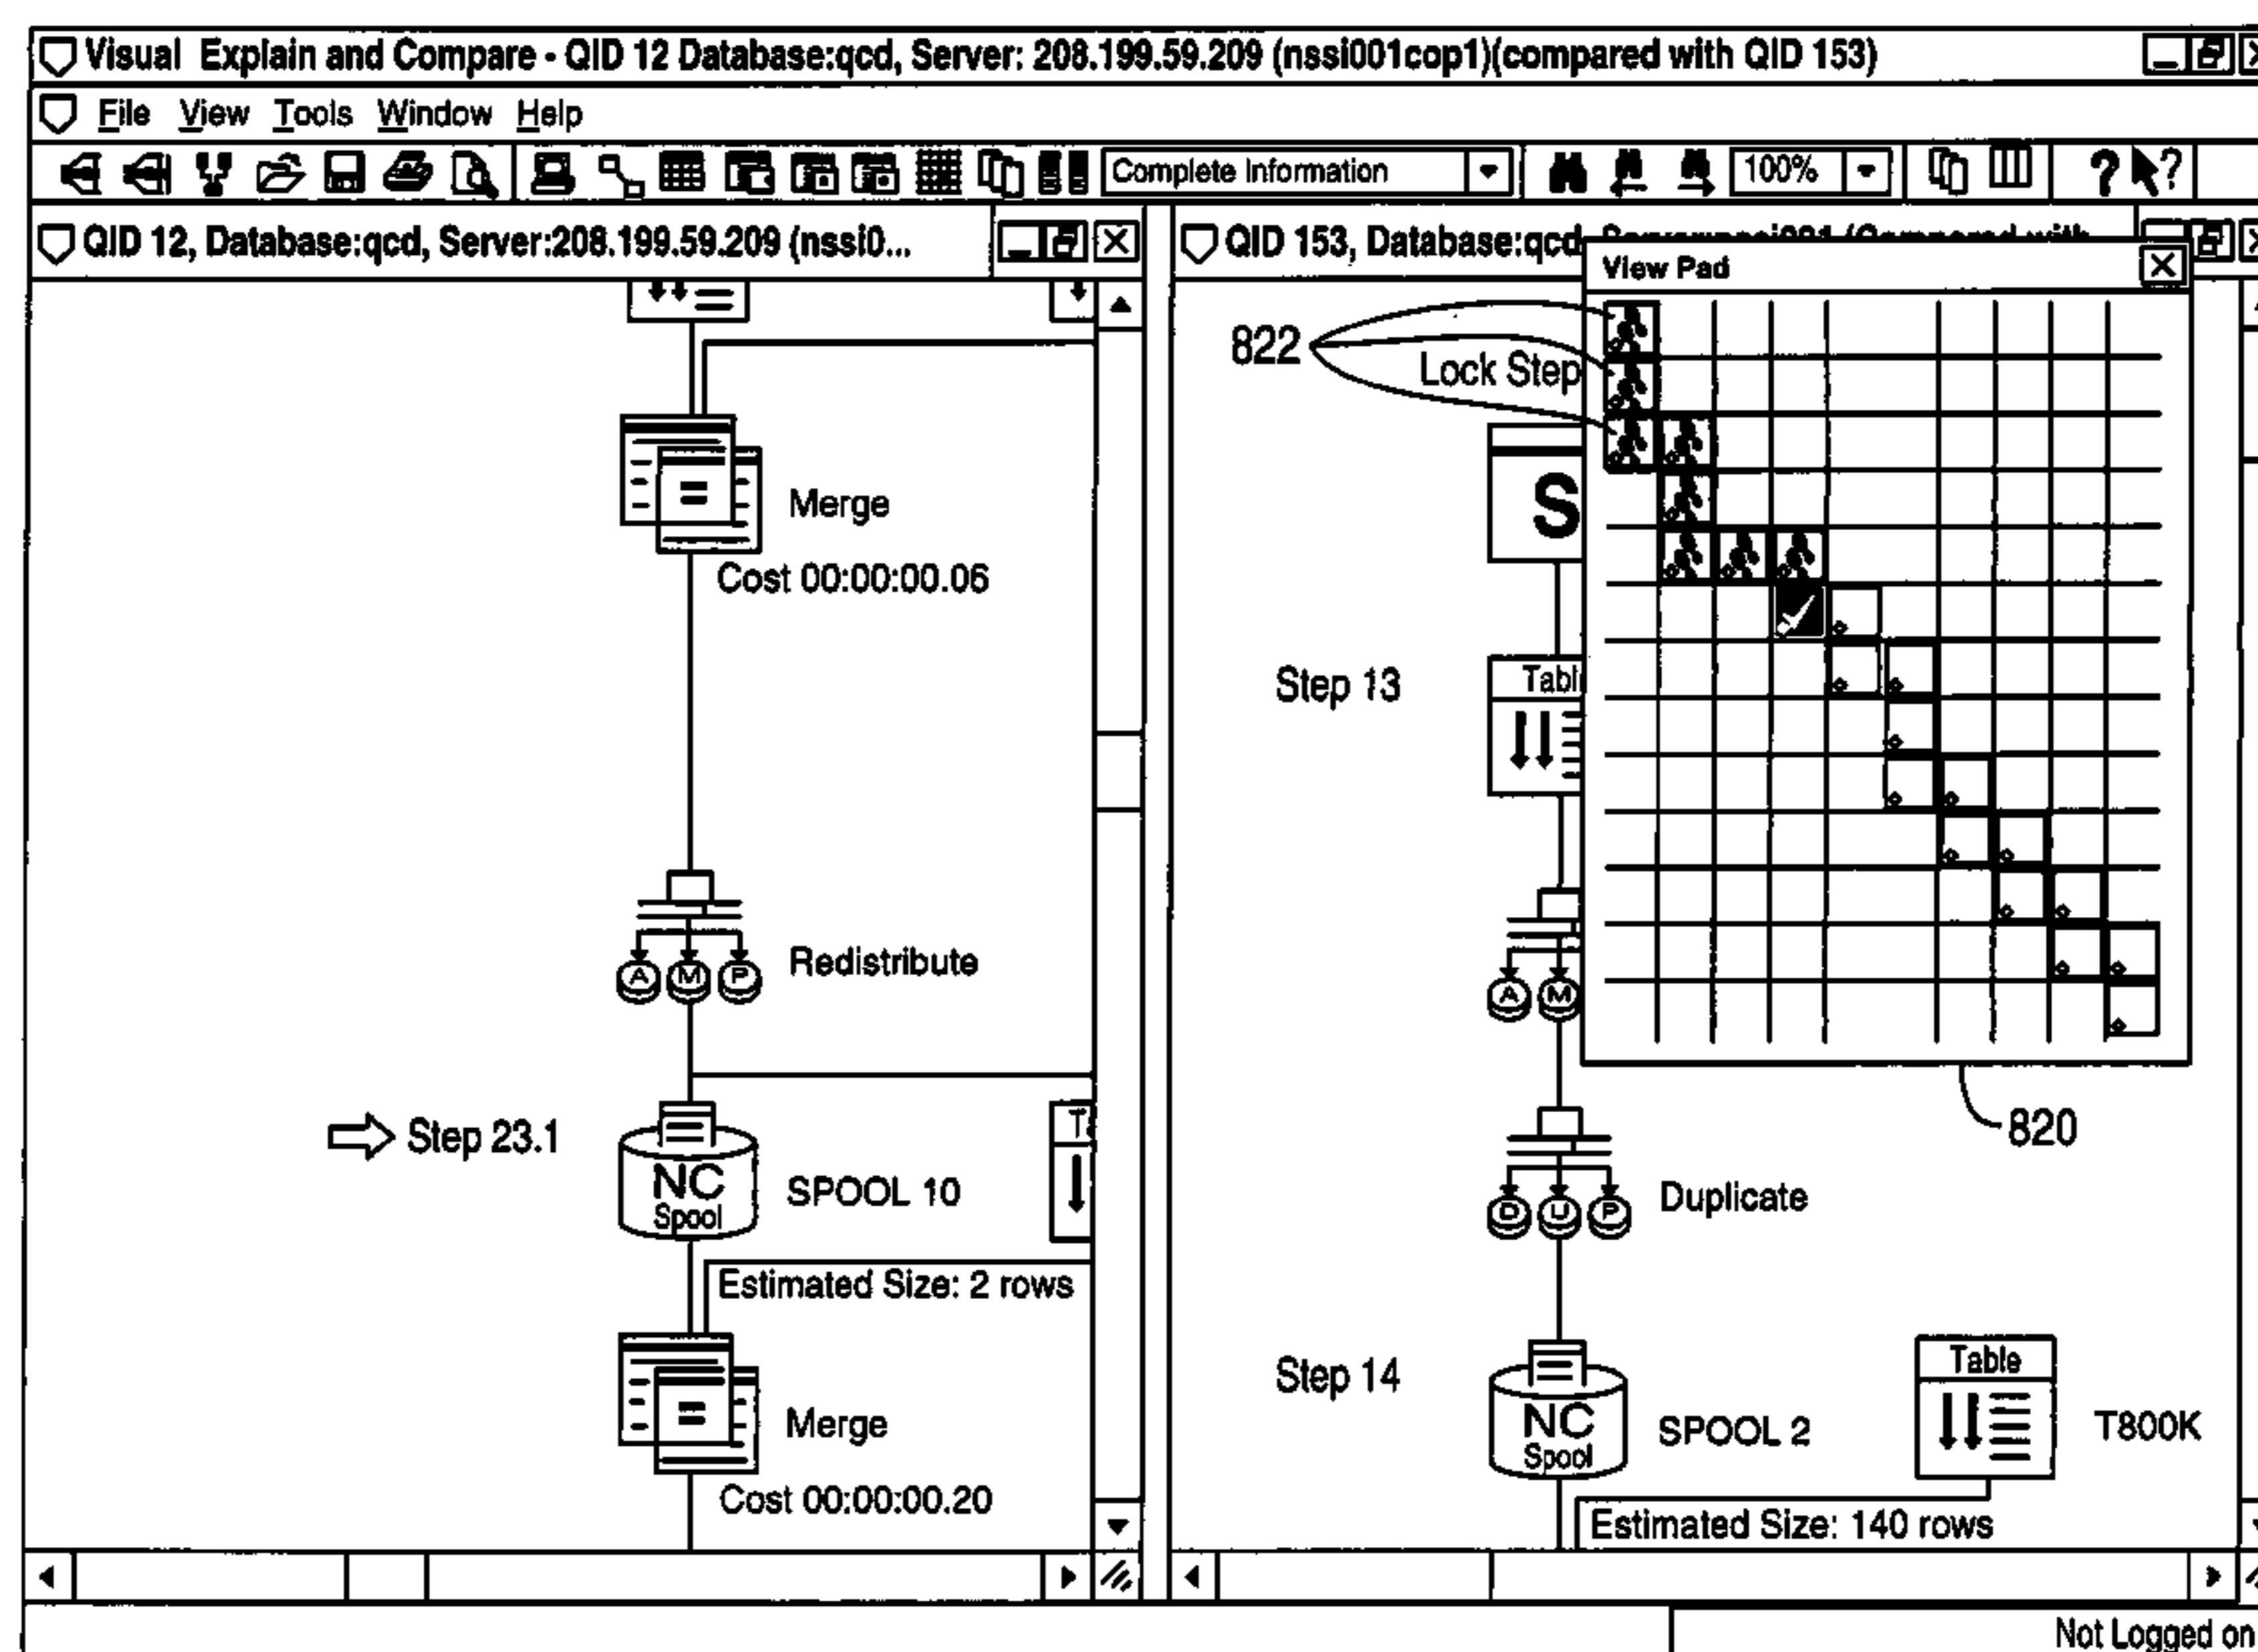 Visual Explain and Compare - QID 12 Database:qcd, Server: 208.199.59.209 (nssi001cop1)(compared with QID 153)
File View Tools Window Help
Complete Information 100%
QID 12, Database:qcd, Server:208.199.59.209 (nssi0...
QID 153, Database:qcd
View Pad
822
Lock Step
Merge
S
Cost 00:00:00.06
Step 13
Redistribute
A M P
A M
820
Step 23.1
NC
Spool
SPOOL 10
T
D U P
Duplicate
Estimated Size: 2 rows
Merge
Cost 00:00:00.20
Step 14
NC
Spool
SPOOL 2
Table
T800K
Estimated Size: 140 rows
Not Logged on